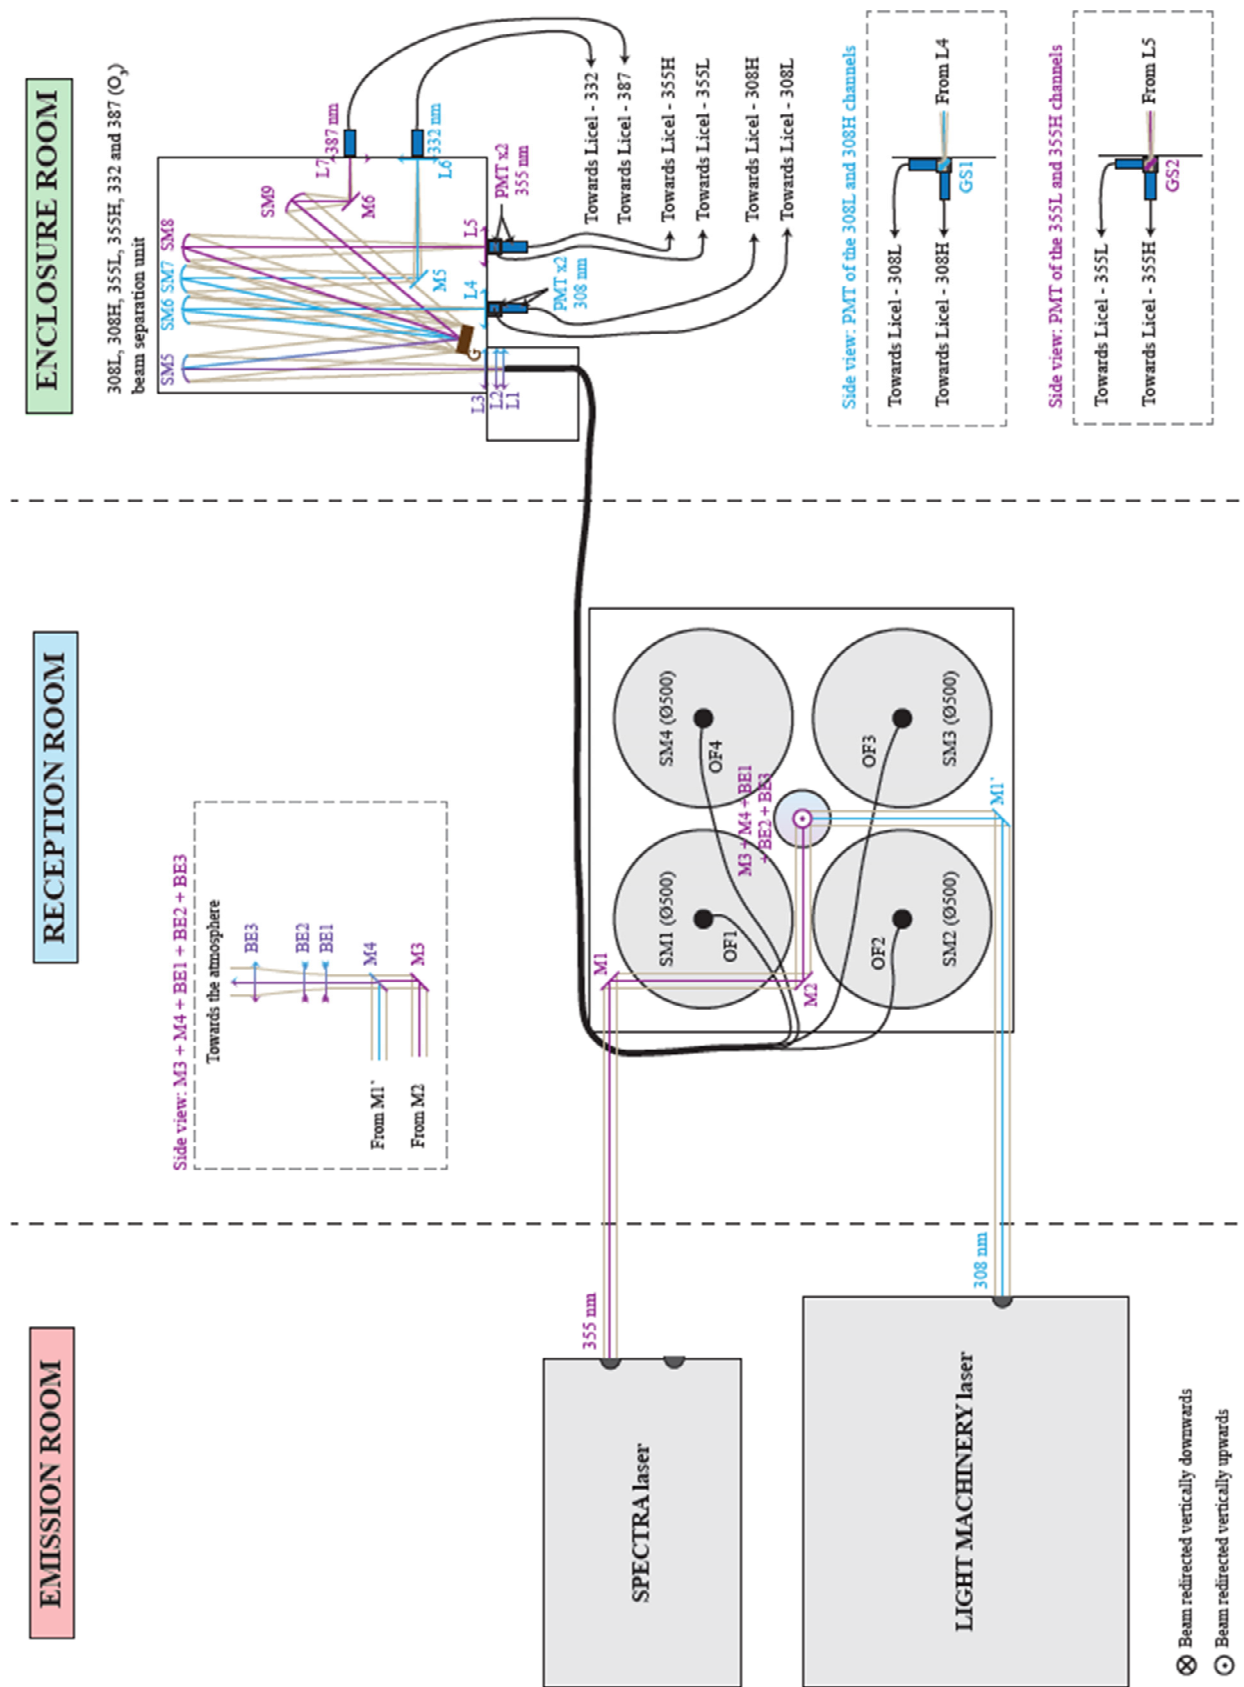 EMISSION ROOM
RECEPTION ROOM
ENCLOSURE ROOM
SPECTRA laser
355 nm
LIGHT MACHINERY laser
308 nm
Beam redirected vertically downwards
Beam redirected vertically upwards
Side view: M3 + M4 + BE1 + BE2 + BE3
Towards the atmosphere
BE3
BE2
BE1
M4
M3
From M1`
From M2
M1
M2
SM1 (Ø500)
OF1
SM4 (Ø500)
OF4
M3 + M4 + BE1
+ BE2 + BE3
OF2
SM2 (Ø500)
OF3
SM3 (Ø500)
M1`
308L, 308H, 355L, 355H, 332 and 387 (O3)
beam separation unit
SM5
SM6
SM7
SM8
SM9
M6
L7
387 nm
M5
L6
332 nm
G
L3
L2
L1
L4
L5
PMT x2
308 nm
PMT x2
355 nm
Towards Licel - 332
Towards Licel - 387
Towards Licel - 355H
Towards Licel - 355L
Towards Licel - 308H
Towards Licel - 308L
Side view: PMT of the 308L and 308H channels
Towards Licel - 308L
Towards Licel - 308H
From L4
GS1
Side view: PMT of the 355L and 355H channels
Towards Licel - 355L
Towards Licel - 355H
From L5
GS2